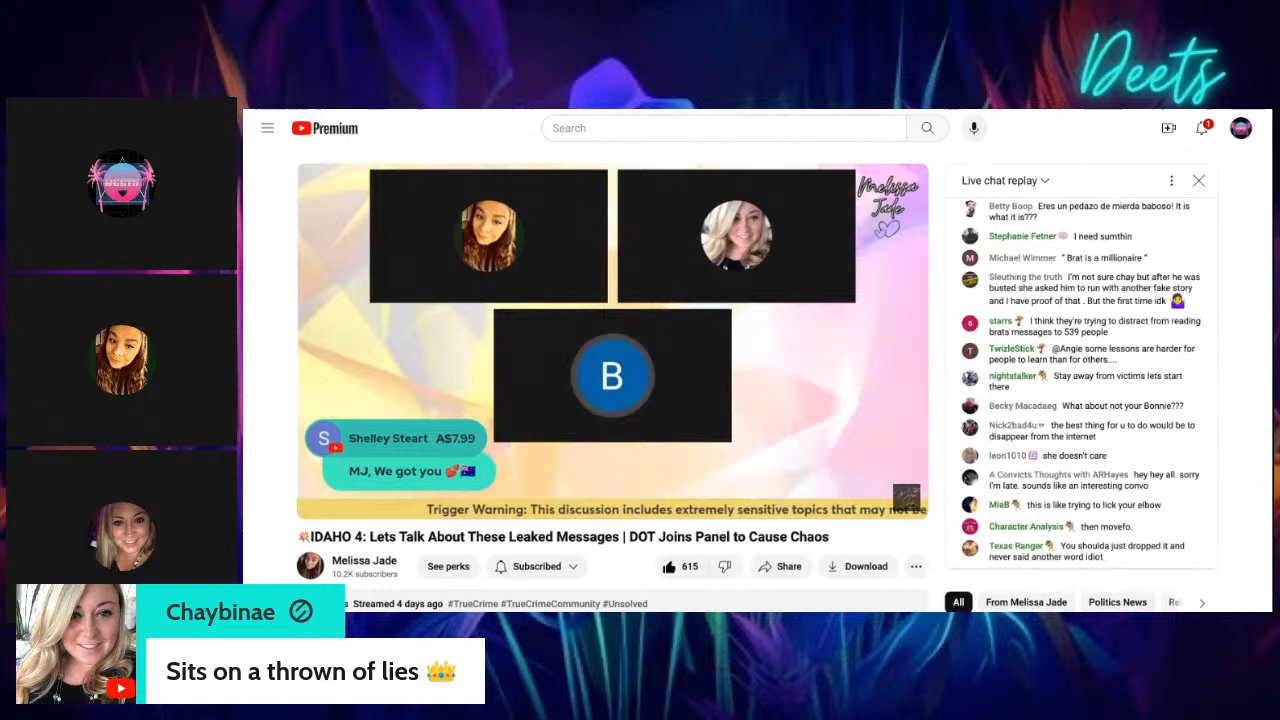 Deets
DEETS
Premium
Search
1
Melissa
Jade
B
S
Shelley Steart A$7.99
MJ, We got you 💕🇦🇺
Trigger Warning: This discussion includes extremely sensitive topics that may not be
💥IDAHO 4: Lets Talk About These Leaked Messages | DOT Joins Panel to Cause Chaos
Melissa Jade
10.2K subscribers
See perks
Subscribed
615
Share
Download
Streamed 4 days ago #TrueCrime #TrueCrimeCommunity #Unsolved
Live chat replay
Betty Boop Eres un pedazo de mierda baboso! It is
what it is???
Stephanie Fetner I need sumthin
M
Michael Wimmer " Brat is a millionaire "
Sleuthing the truth I'm not sure chay but after he was
busted she asked him to run with another fake story
and I have proof of that . But the first time idk 🤷‍♀️
S
starrs I think they're trying to distract from reading
brats messages to 539 people
T
TwizleStick @Angie some lessons are harder for
people to learn than for others....
nightstalker Stay away from victims lets start
there
Becky Macadaeg What about not your Bonnie???
Nick2bad4u the best thing for u to do would be to
disappear from the internet
leon1010 she doesn't care
A Convicts Thoughts with ARHayes hey hey all. sorry
I'm late. sounds like an interesting convo
MiaB this is like trying to lick your elbow
Character Analysis then movefo.
Texas Ranger You shoulda just dropped it and
never said another word idiot
All
From Melissa Jade
Politics News
Re
Chaybinae
Sits on a thrown of lies 👑